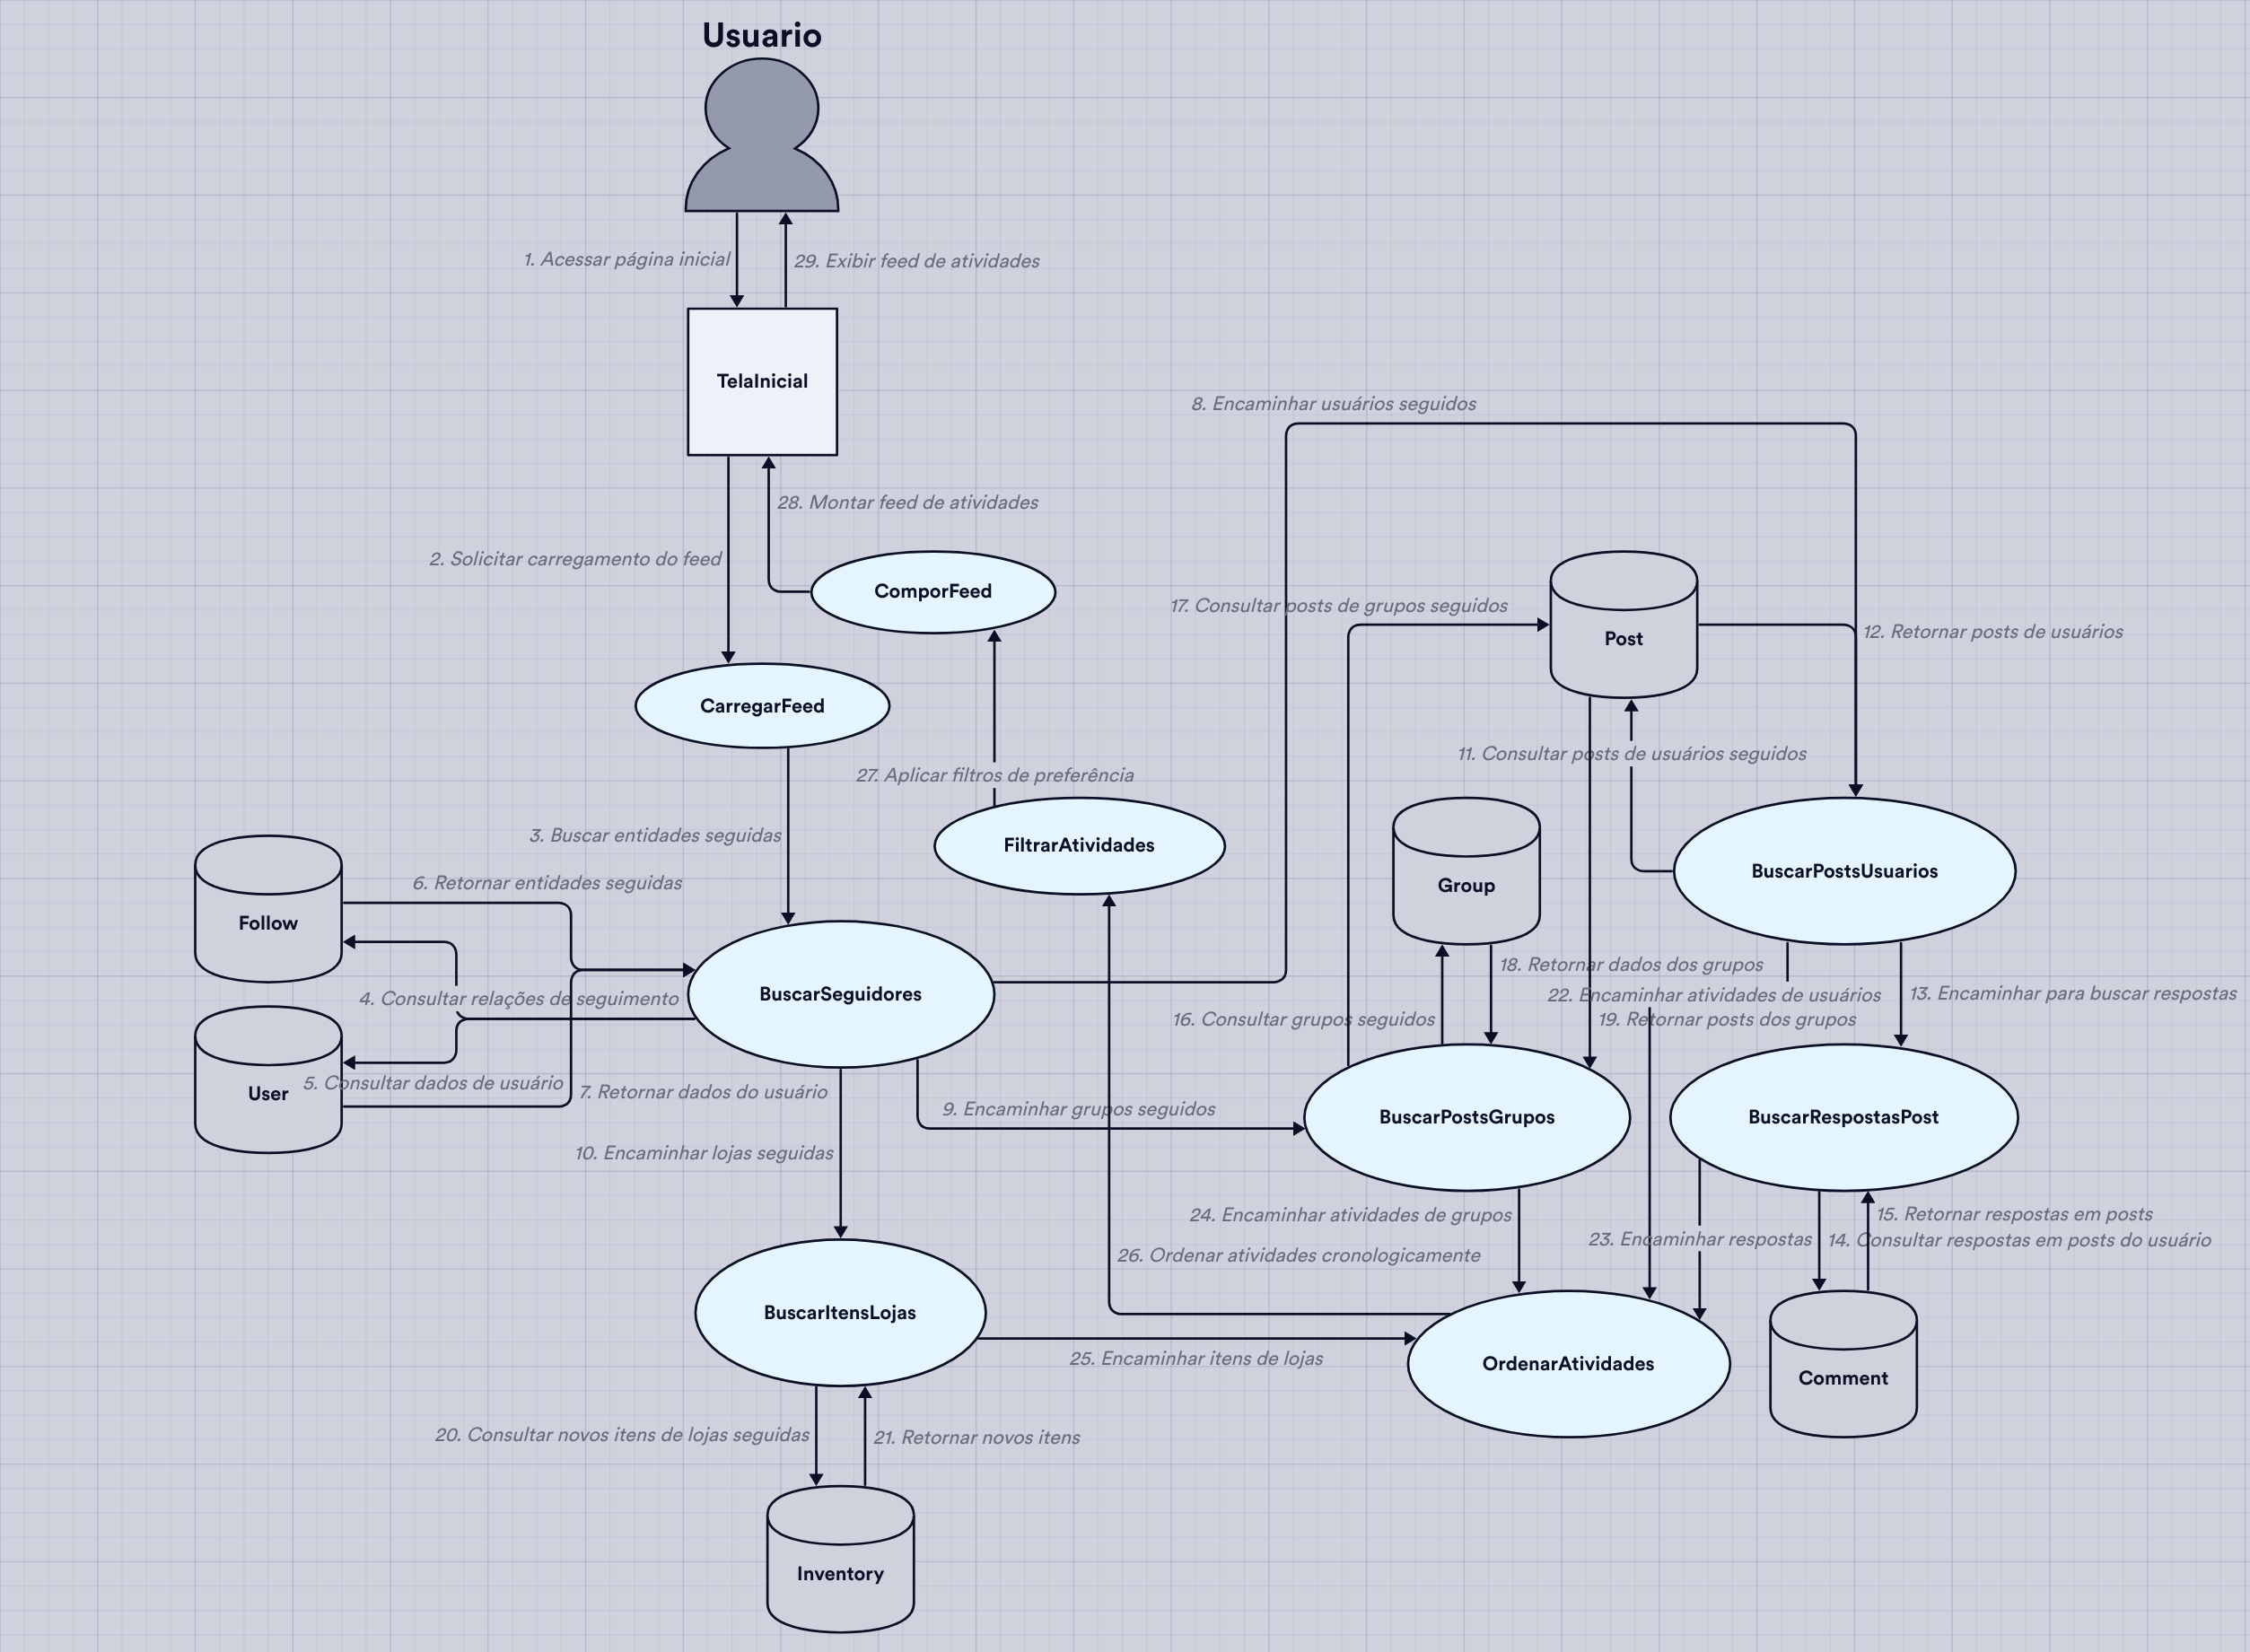 Usuario
1. Acessar página inicial
29. Exibir feed de atividades
TelaInicial
8. Encaminhar usuários seguidos
28. Montar feed de atividades
2. Solicitar carregamento do feed
ComporFeed
17. Consultar posts de grupos seguidos
Post
12. Retornar posts de usuários
CarregarFeed
11. Consultar posts de usuários seguidos
27. Aplicar filtros de preferência
3. Buscar entidades seguidas
FiltrarAtividades
BuscarPostsUsuarios
6. Retornar entidades seguidas
Group
Follow
18. Retornar dados dos grupos
BuscarSeguidores
4. Consultar relações de seguimento
22. Encaminhar atividades de usuários
13. Encaminhar para buscar respostas
16. Consultar grupos seguidos
19. Retornar posts dos grupos
5. Consultar dados de usuário
User
7. Retornar dados do usuário
9. Encaminhar grupos seguidos
BuscarPostsGrupos
BuscarRespostasPost
10. Encaminhar lojas seguidas
24. Encaminhar atividades de grupos
15. Retornar respostas em posts
23. Encaminhar respostas
14. Consultar respostas em posts do usuário
26. Ordenar atividades cronologicamente
BuscarItensLojas
25. Encaminhar itens de lojas
OrdenarAtividades
Comment
20. Consultar novos itens de lojas seguidas
21. Retornar novos itens
Inventory